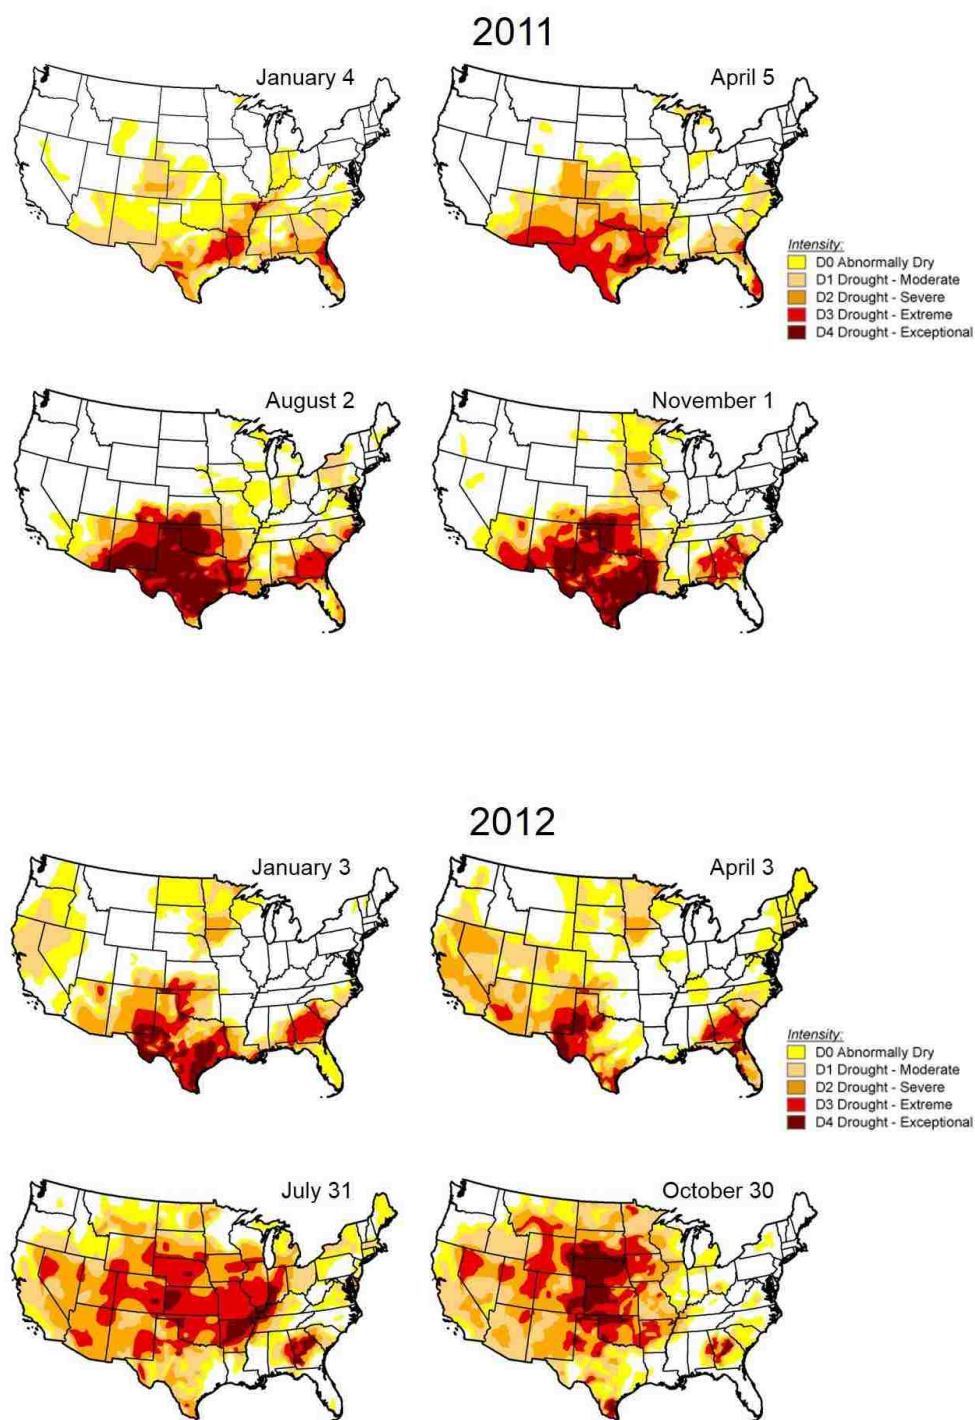 2011
January 4
April 5
Intensity:
D0 Abnormally Dry
D1 Drought - Moderate
D2 Drought - Severe
D3 Drought - Extreme
D4 Drought - Exceptional
August 2
November 1
2012
January 3
April 3
Intensity:
D0 Abnormally Dry
D1 Drought - Moderate
D2 Drought - Severe
D3 Drought - Extreme
D4 Drought - Exceptional
July 31
October 30